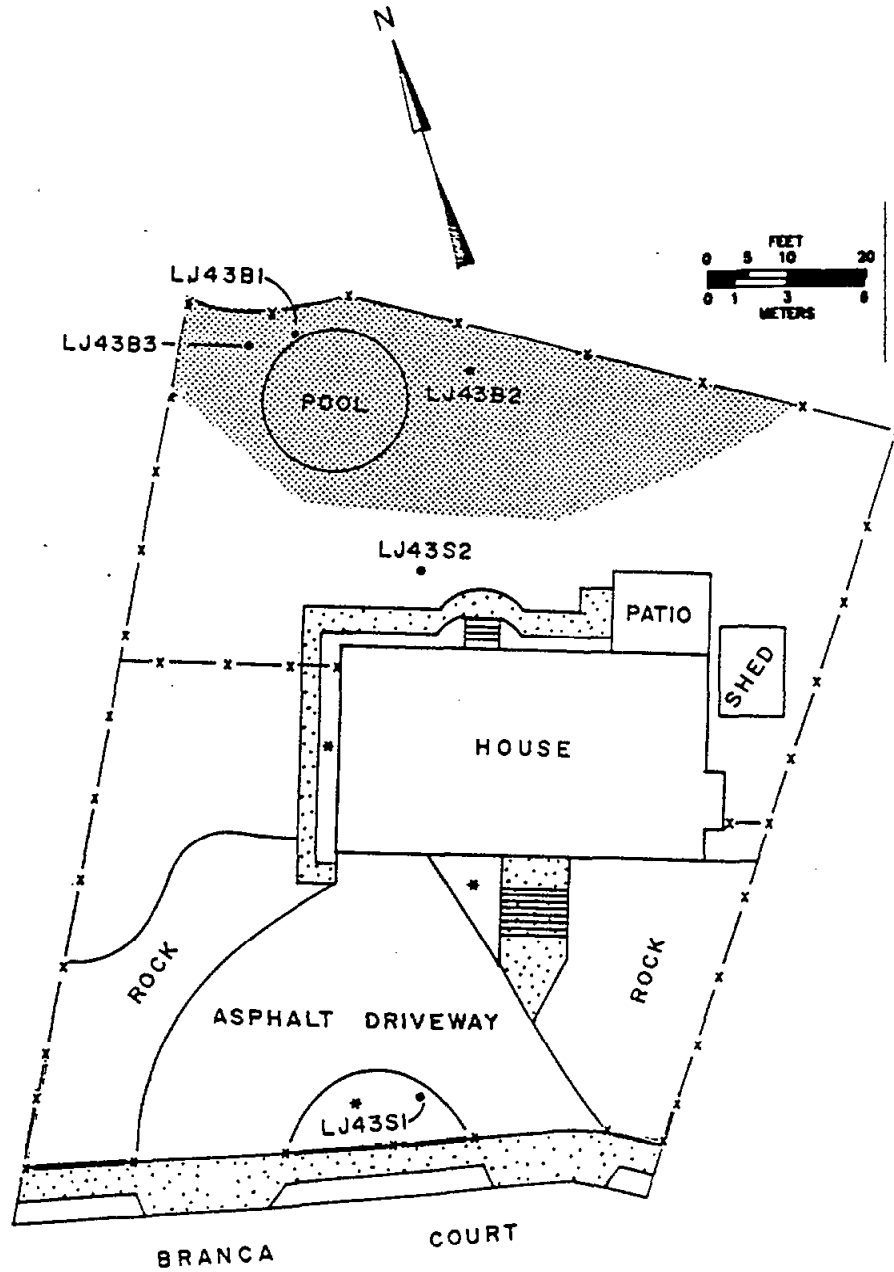 N
FEET
0 5 10 20
0 1 3 6
METERS
LJ43B1
LJ43B3
POOL
LJ43B2
LJ43S2
PATIO
SHED
HOUSE
ROCK
ROCK
ASPHALT DRIVEWAY
LJ43S1
BRANCA COURT